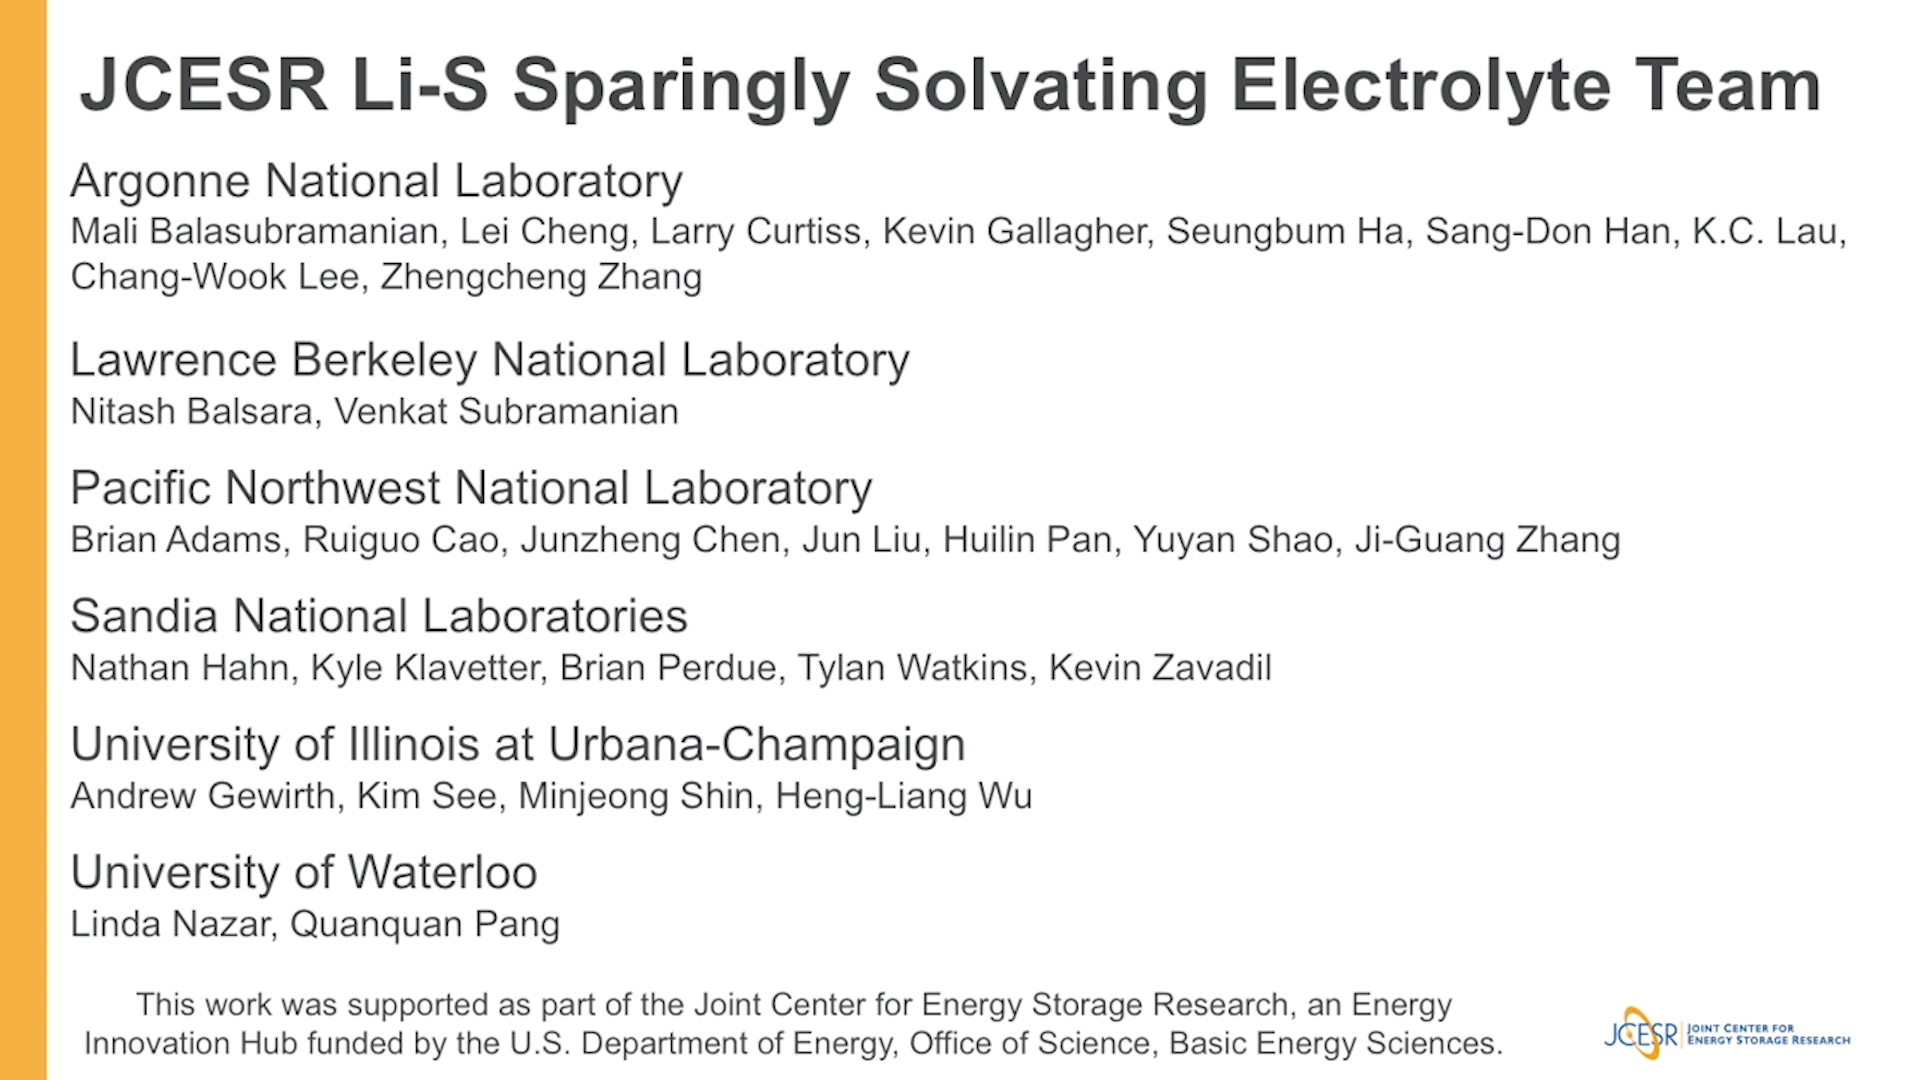 JCESR Li-S Sparingly Solvating Electrolyte Team
Argonne National Laboratory
Mali Balasubramanian, Lei Cheng, Larry Curtiss, Kevin Gallagher, Seungbum Ha, Sang-Don Han, K.C. Lau,
Chang-Wook Lee, Zhengcheng Zhang
Lawrence Berkeley National Laboratory
Nitash Balsara, Venkat Subramanian
Pacific Northwest National Laboratory
Brian Adams, Ruiguo Cao, Junzheng Chen, Jun Liu, Huilin Pan, Yuyan Shao, Ji-Guang Zhang
Sandia National Laboratories
Nathan Hahn, Kyle Klavetter, Brian Perdue, Tylan Watkins, Kevin Zavadil
University of Illinois at Urbana-Champaign
Andrew Gewirth, Kim See, Minjeong Shin, Heng-Liang Wu
University of Waterloo
Linda Nazar, Quanquan Pang
This work was supported as part of the Joint Center for Energy Storage Research, an Energy
Innovation Hub funded by the U.S. Department of Energy, Office of Science, Basic Energy Sciences.
JCESR
JOINT CENTER FOR
ENERGY STORAGE RESEARCH